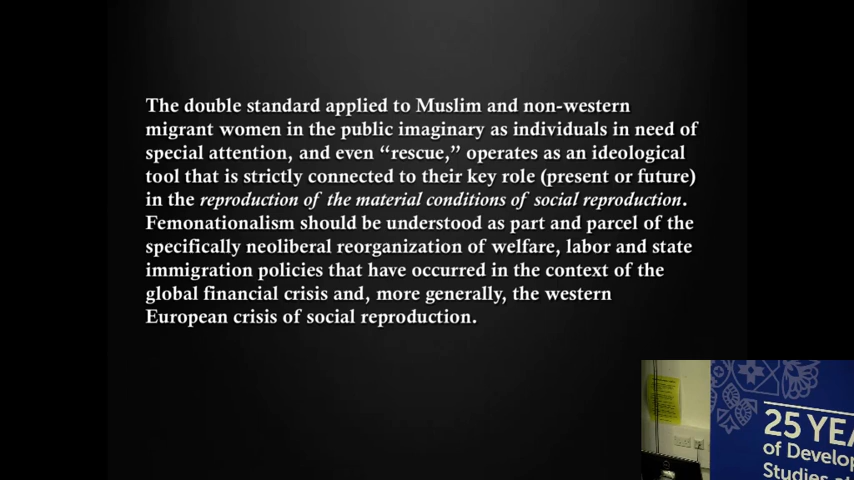 The double standard applied to Muslim and non-western
migrant women in the public imaginary as individuals in need of
special attention, and even “rescue,” operates as an ideological
tool that is strictly connected to their key role (present or future)
in the reproduction of the material conditions of social reproduction.
Femonationalism should be understood as part and parcel of the
specifically neoliberal reorganization of welfare, labor and state
immigration policies that have occurred in the context of the
global financial crisis and, more generally, the western
European crisis of social reproduction.
25 YEA
of Develop
Studies a